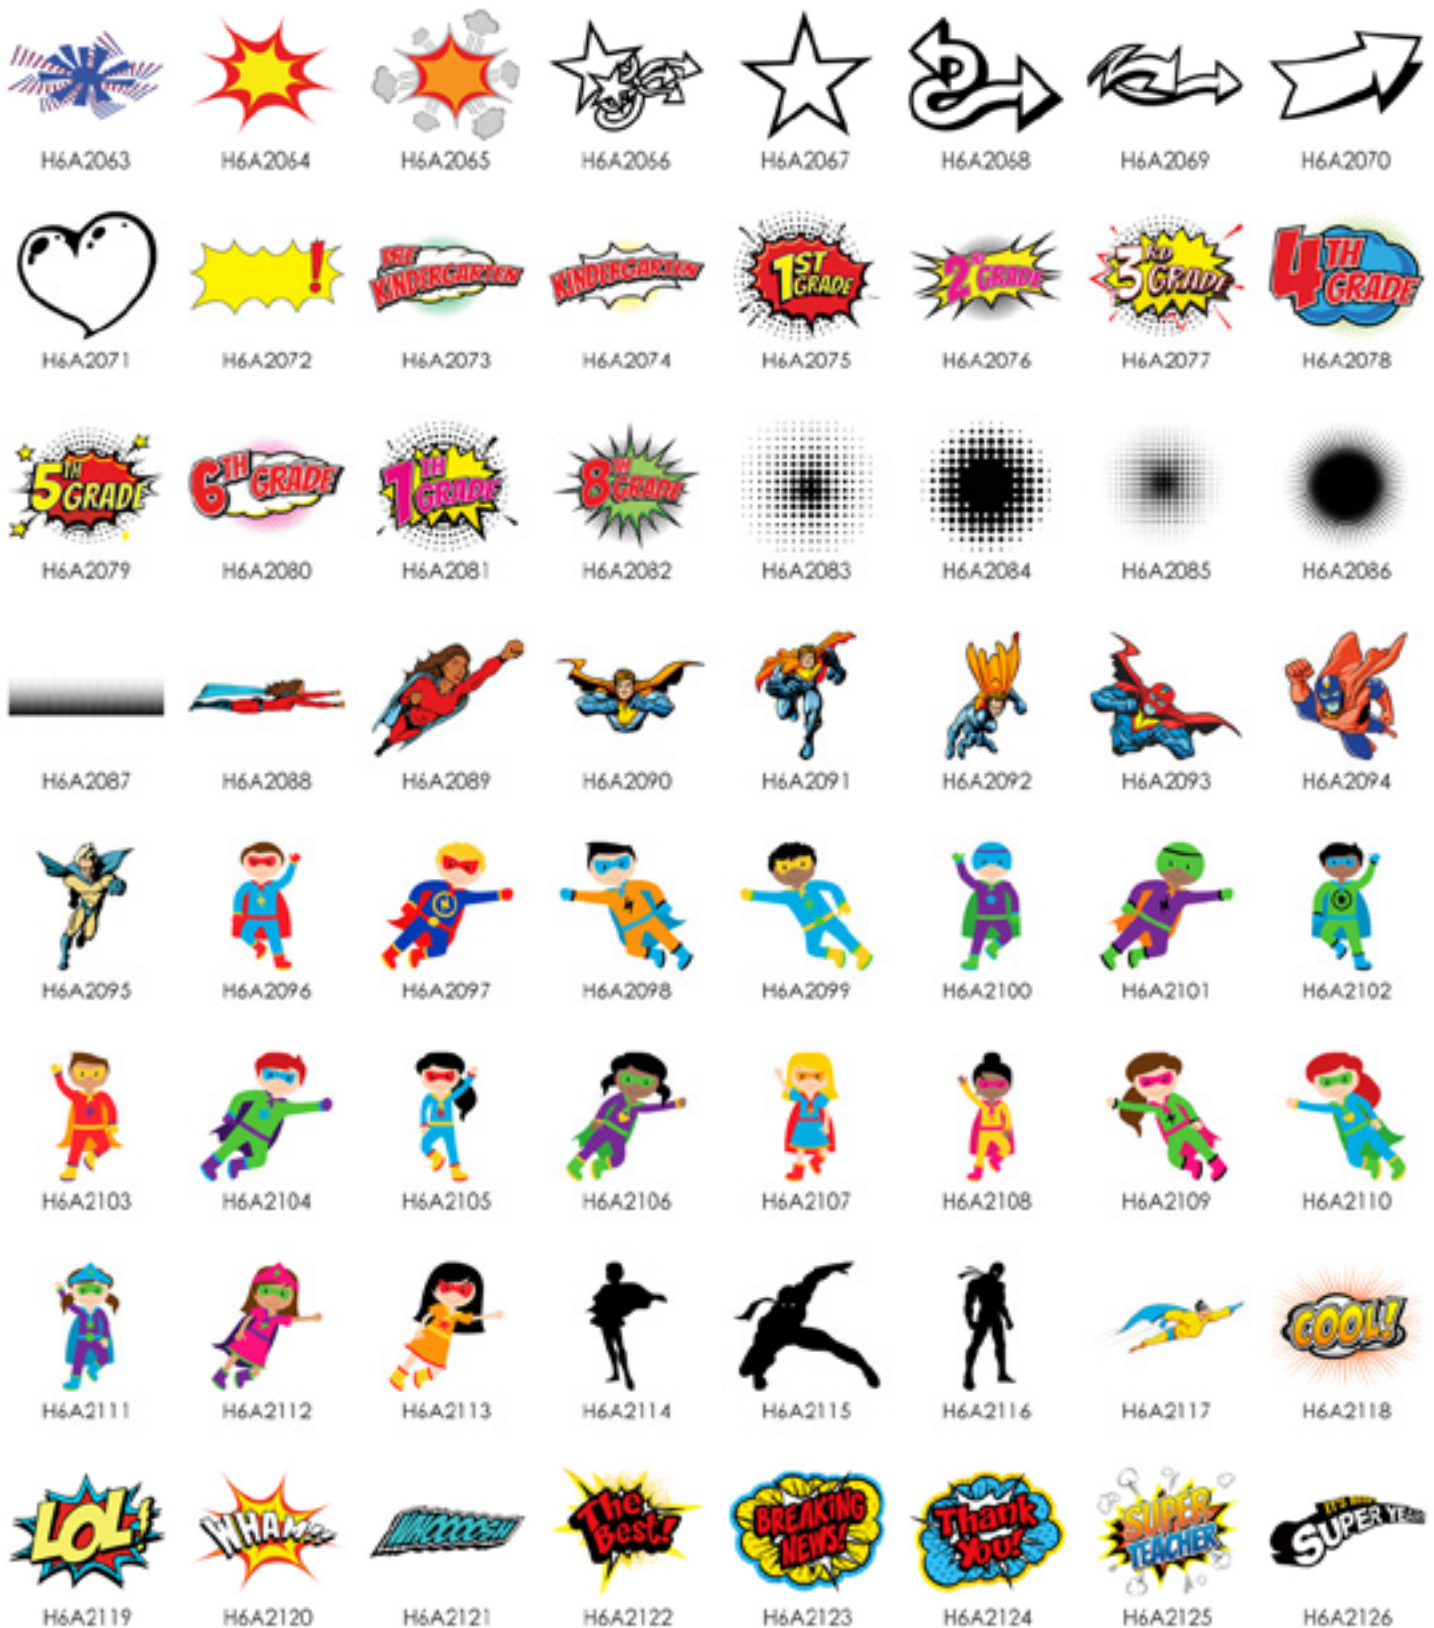 H6A2063 H6A2064 H6A2065 H6A2066 H6A2067 H6A2068 H6A2069 H6A2070
!
PRE KINDERGARTEN
KINDERGARTEN
1ST GRADE
2ND GRADE
3RD GRADE
4TH GRADE
H6A2071 H6A2072 H6A2073 H6A2074 H6A2075 H6A2076 H6A2077 H6A2078
5TH GRADE
6TH GRADE
7TH GRADE
8TH GRADE
H6A2079 H6A2080 H6A2081 H6A2082 H6A2083 H6A2084 H6A2085 H6A2086
H6A2087 H6A2088 H6A2089 H6A2090 H6A2091 H6A2092 H6A2093 H6A2094
H6A2095 H6A2096 H6A2097 H6A2098 H6A2099 H6A2100 H6A2101 H6A2102
H6A2103 H6A2104 H6A2105 H6A2106 H6A2107 H6A2108 H6A2109 H6A2110
COOL!
H6A2111 H6A2112 H6A2113 H6A2114 H6A2115 H6A2116 H6A2117 H6A2118
LOL!
The
Best!
BREAKING
NEWS!
Thank
You!
SUPER
TEACHER
SUPER
H6A2119 H6A2120 H6A2121 H6A2122 H6A2123 H6A2124 H6A2125 H6A2126